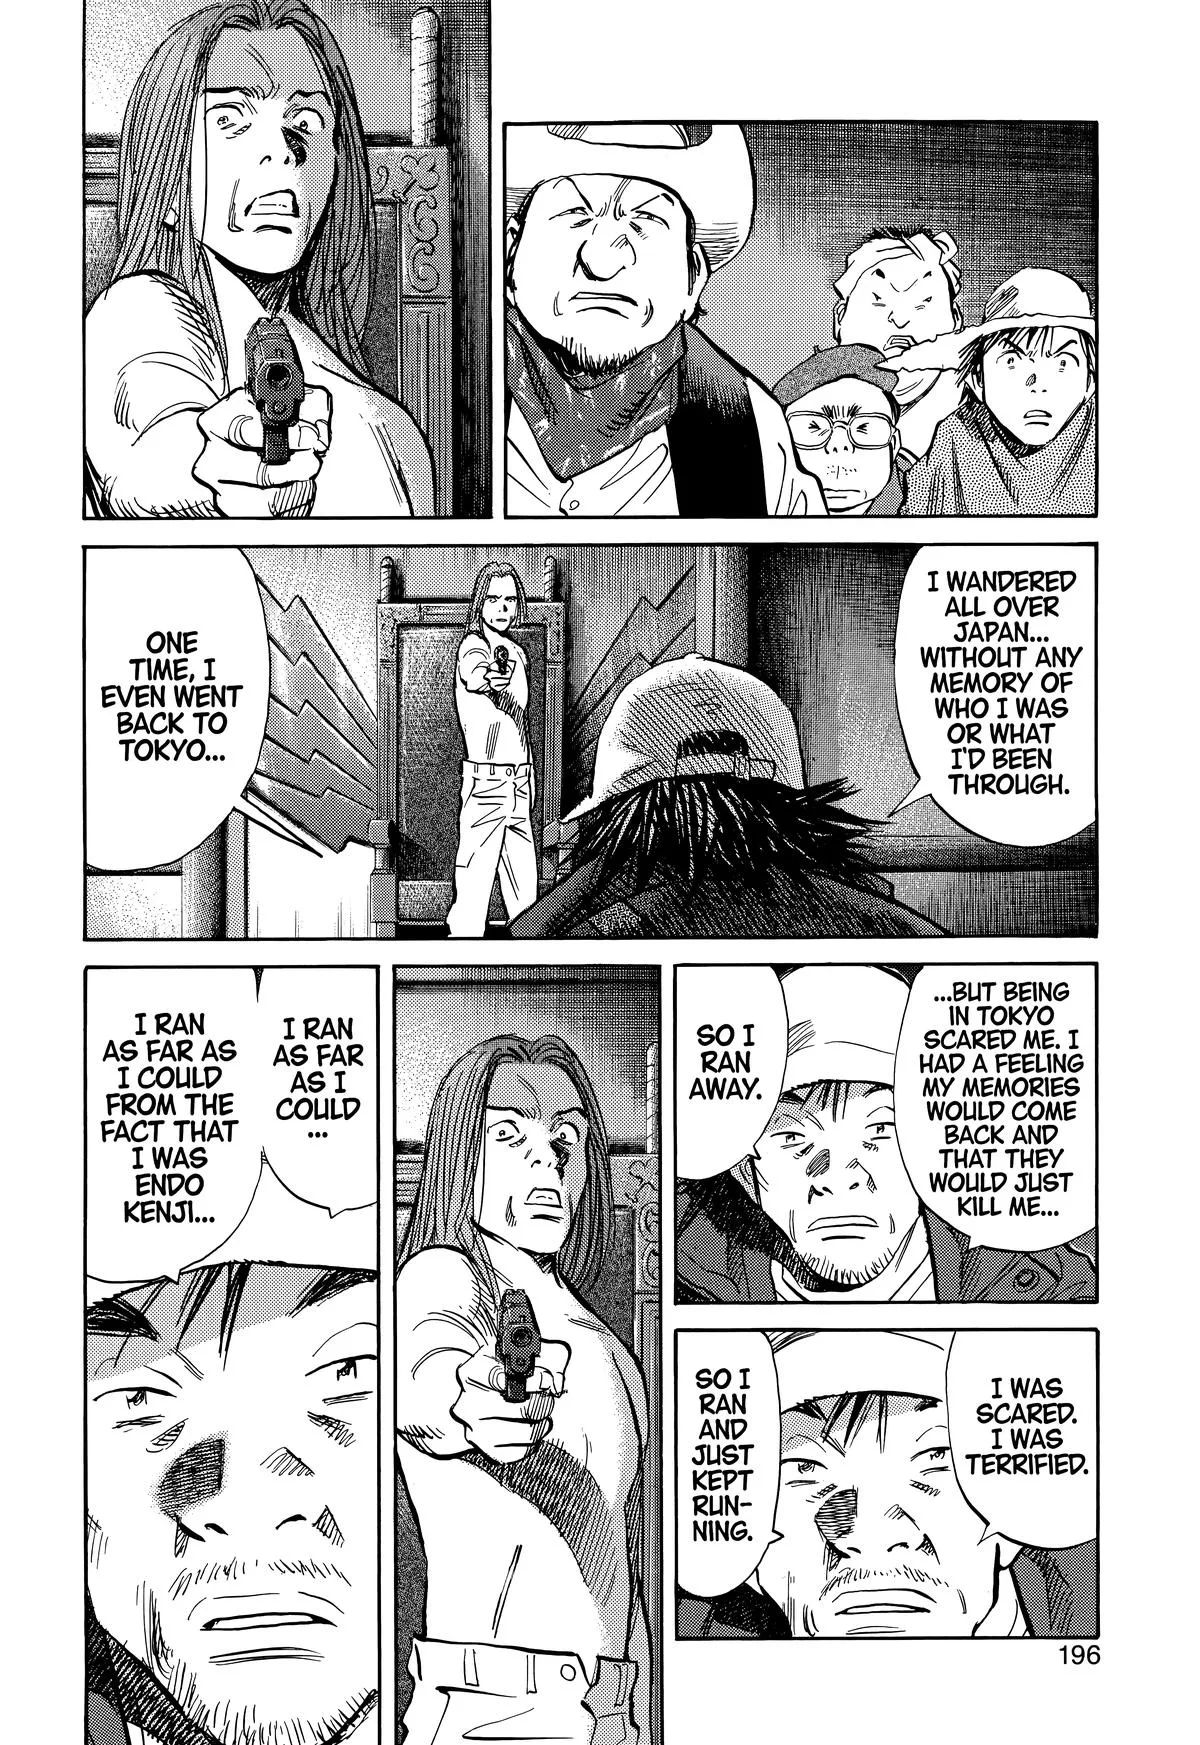 I WANDERED
ALL OVER
JAPAN...
WITHOUT ANY
MEMORY OF
WHO I WAS
OR WHAT
I'D BEEN
THROUGH.
ONE
TIME, I
EVEN WENT
BACK TO
TOKYO...
...BUT BEING
IN TOKYO
SCARED ME. I
HAD A FEELING
MY MEMORIES
WOULD COME
BACK AND
THAT THEY
WOULD JUST
KILL ME...
SO I
RAN
AWAY.
I WAS
SCARED.
I WAS
TERRIFIED.
SO I
RAN
AND
JUST
KEPT
RUN-
NING.
I RAN
AS FAR
AS I
COULD
...
I RAN
AS FAR AS
I COULD
FROM THE
FACT THAT
I WAS
ENDO
KENJI...
196